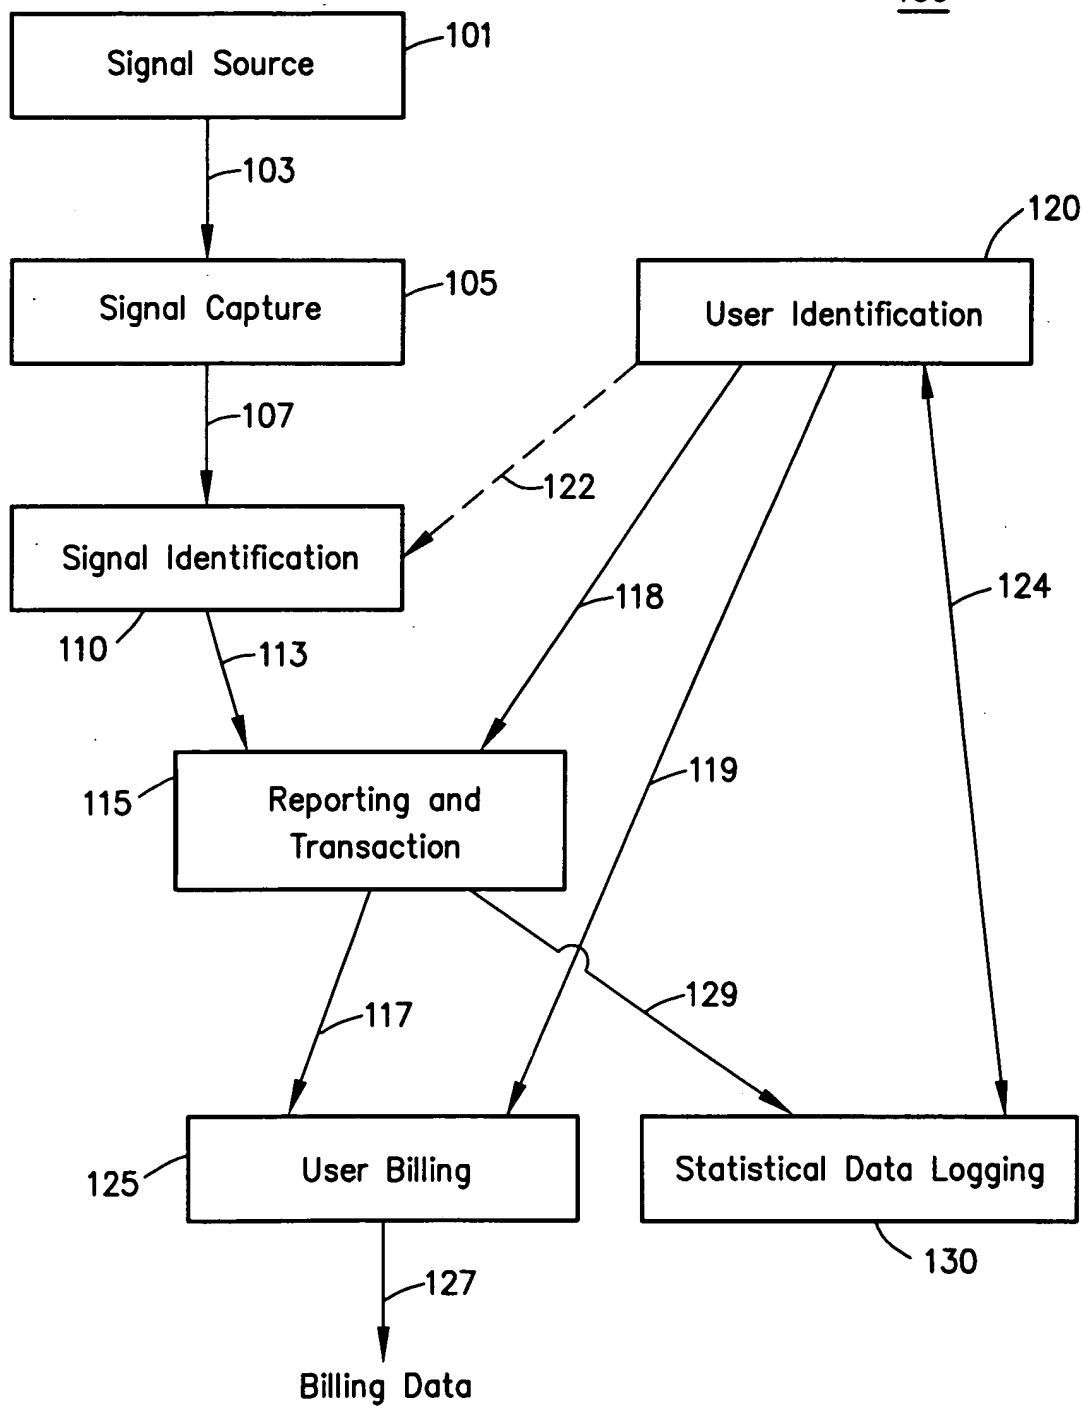 Signal Source
101
103
120
Signal Capture
105
User Identification
107
122
Signal Identification
118
124
110
113
119
115
Reporting and
Transaction
129
117
User Billing
Statistical Data Logging
125
130
127
Billing Data